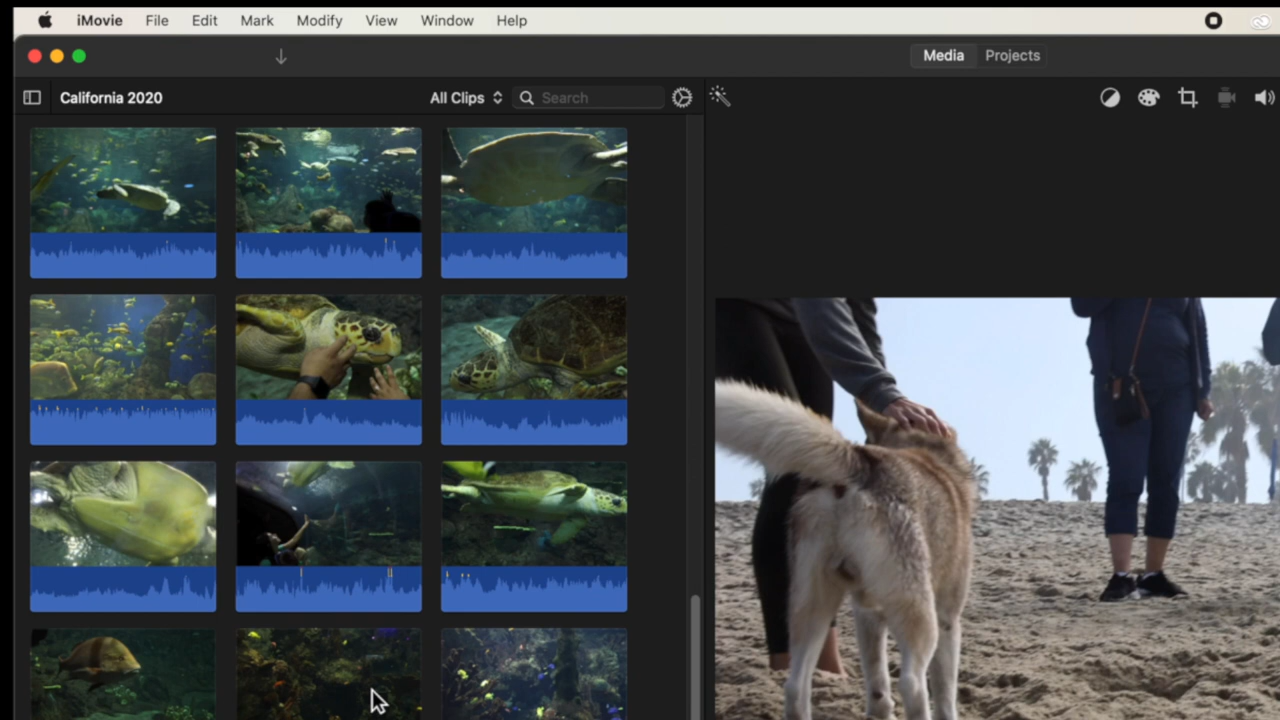 iMovie File Edit Mark Modify View Window Help
Media Projects
California 2020 All Clips Search